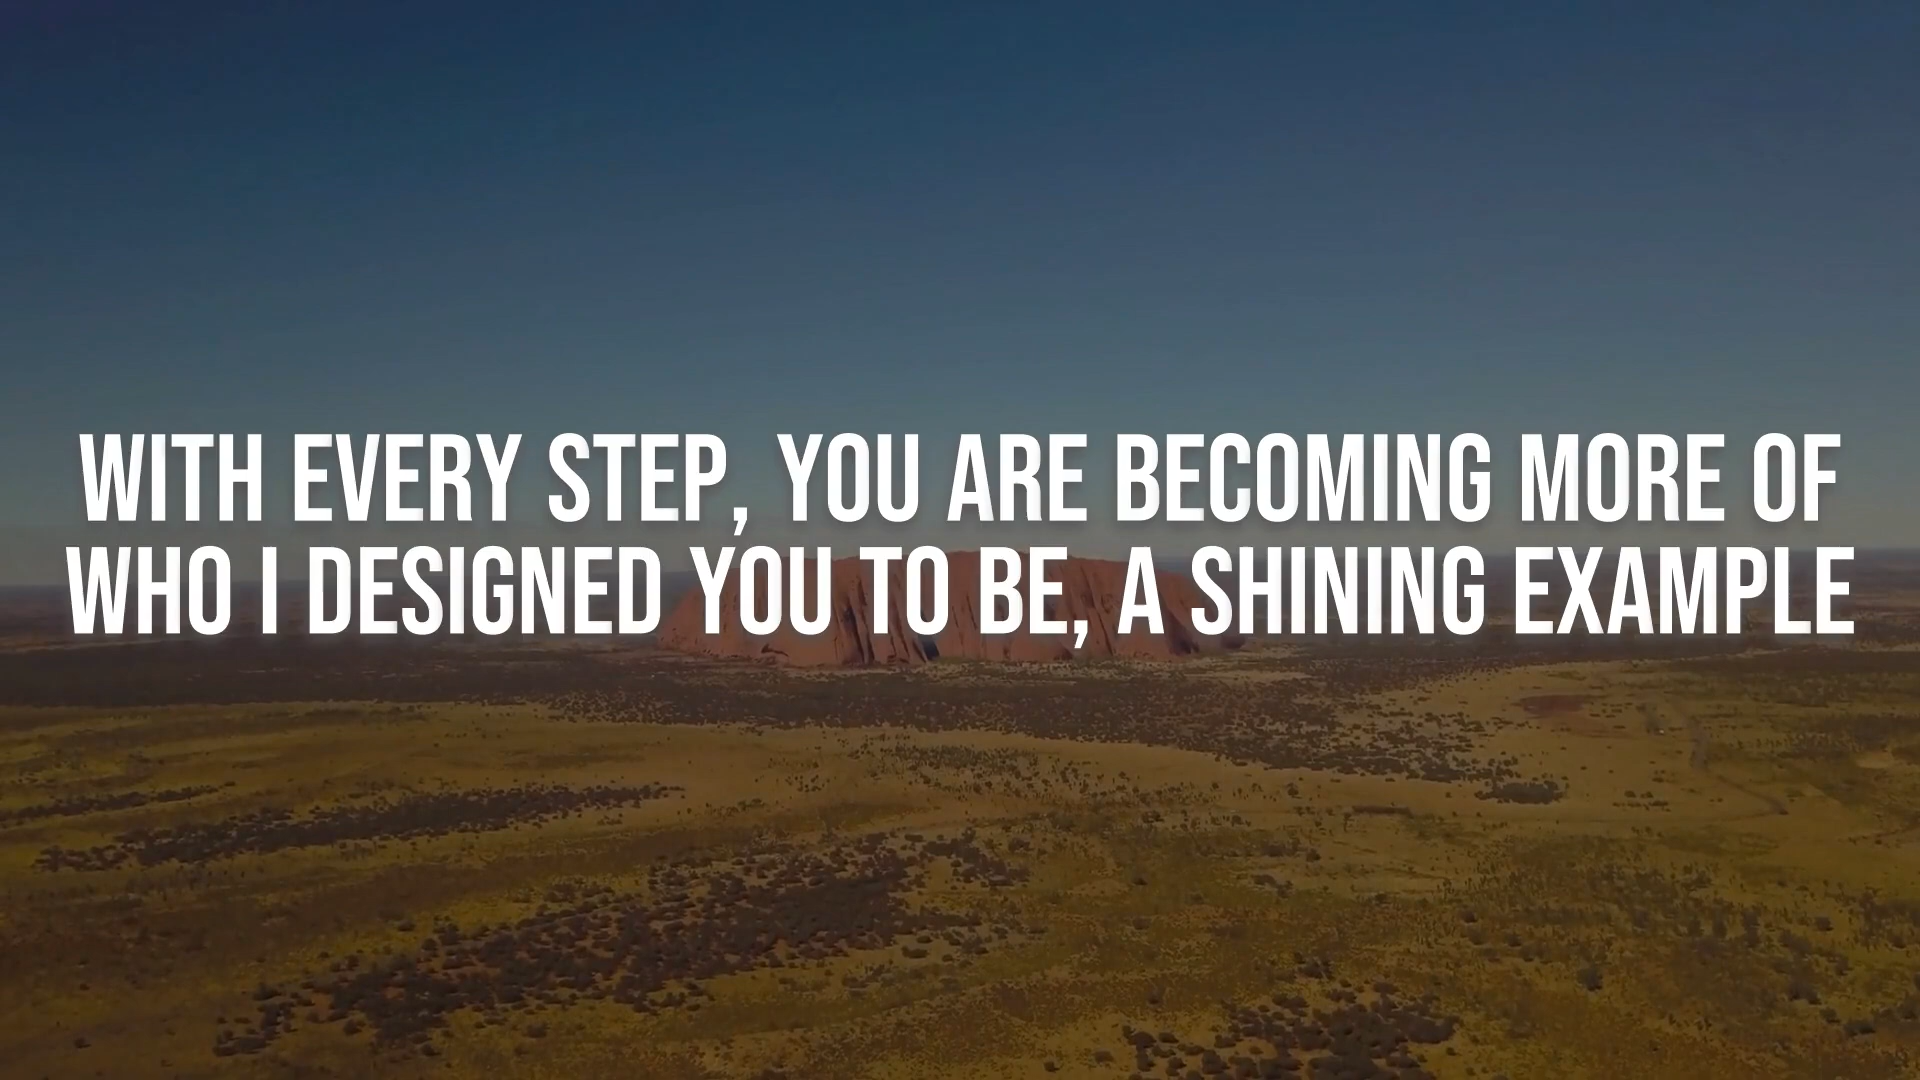 WITH EVERY STEP, YOU ARE BECOMING MORE OF
WHO I DESIGNED YOU TO BE, A SHINING EXAMPLE